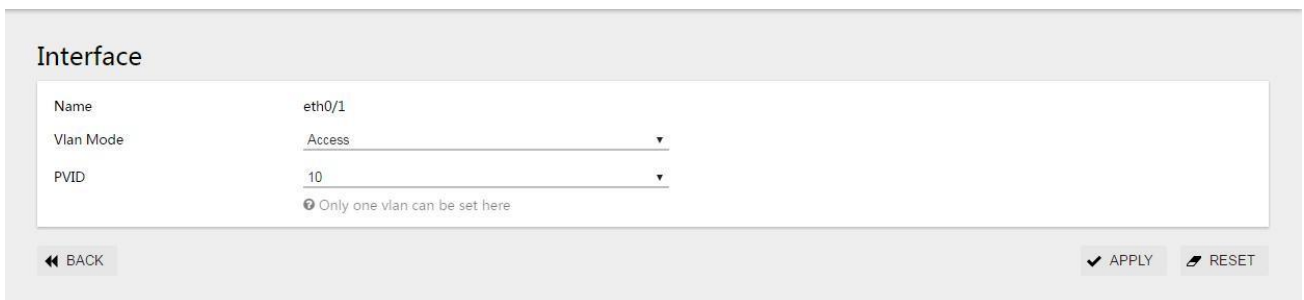 Interface
Name eth0/1
Vlan Mode Access
PVID 10
Only one vlan can be set here
BACK APPLY RESET